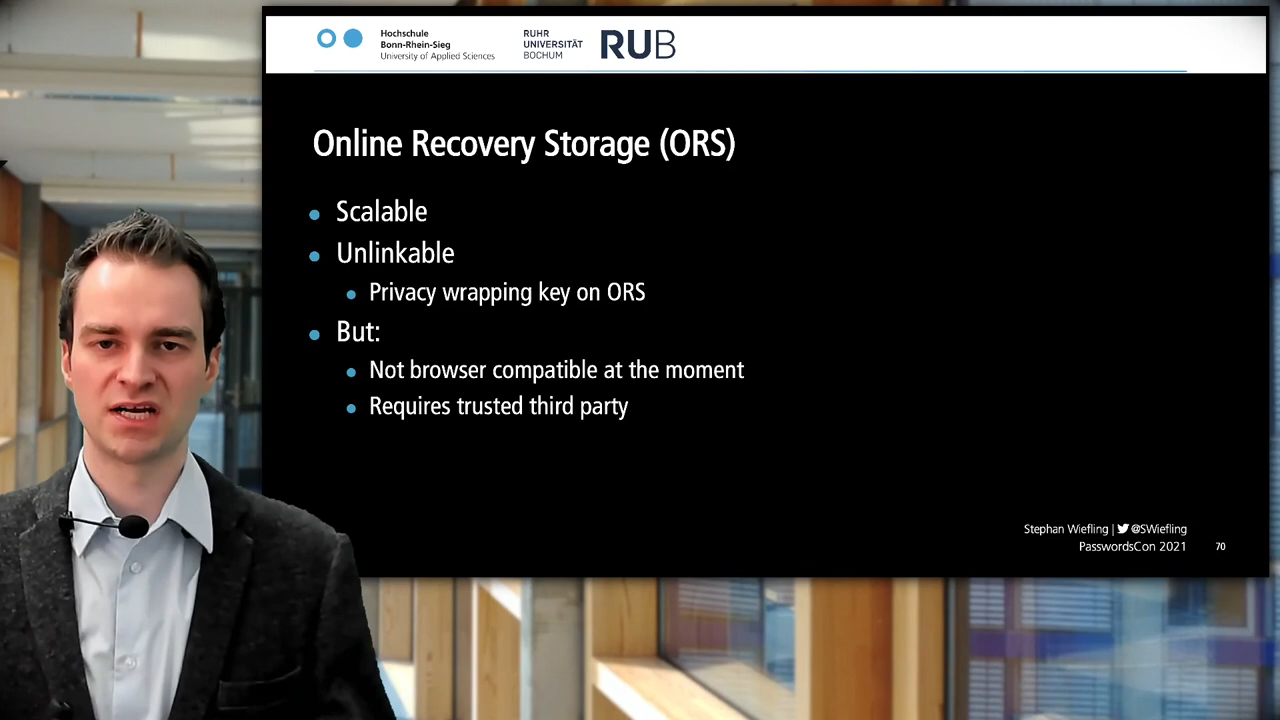 Hochschule
Bonn-Rhein-Sieg
University of Applied Sciences
RUHR
UNIVERSITÄT
BOCHUM
RUB
Online Recovery Storage (ORS)
Scalable
Unlinkable
Privacy wrapping key on ORS
But:
Not browser compatible at the moment
Requires trusted third party
Stephan Wiefling | @SWiefling
PasswordsCon 2021
70